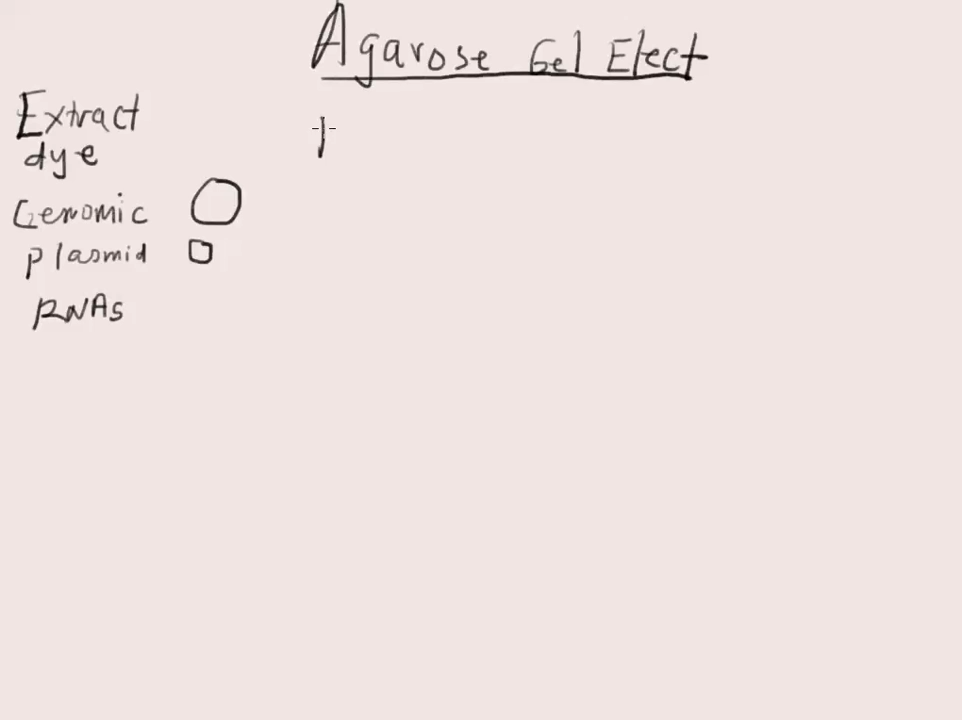 Agarose Gel Elect
Extract
dye
Genomic
plasmid
RNAs